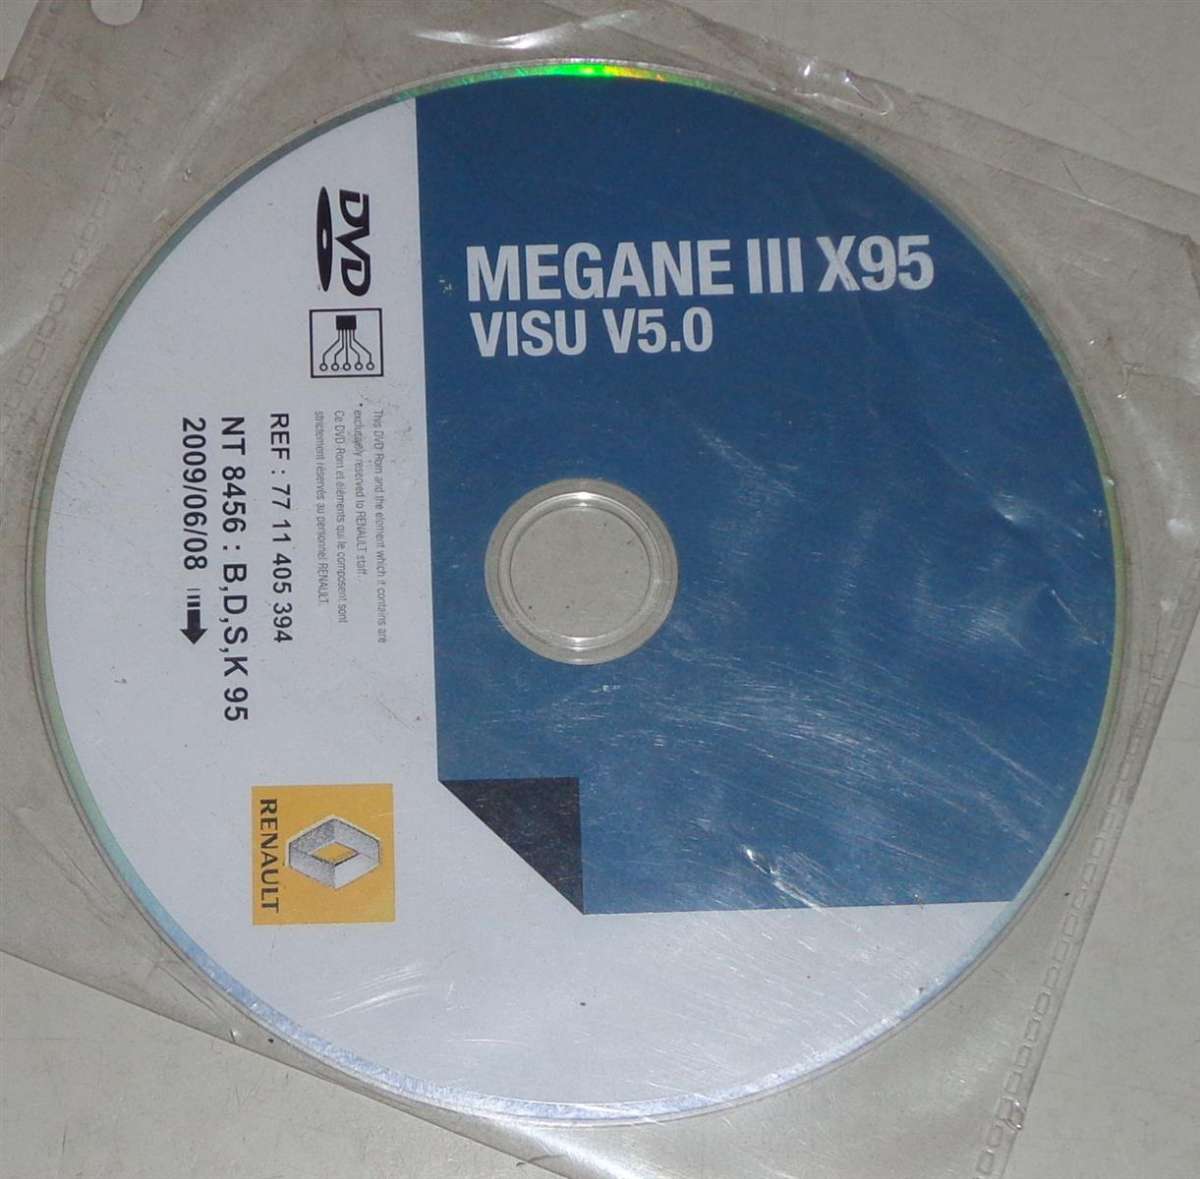 MEGANE III X95
VISU V5.0
DVD
This DVD Rom and the element which it contains are
exclusively reserved to RENAULT staff.
Ce DVD-Rom et éléments qui le composent sont
strictement réservés au personnel RENAULT.
REF : 77 11 405 394
NT 8456 : B,D,S,K 95
2009/06/08
RENAULT